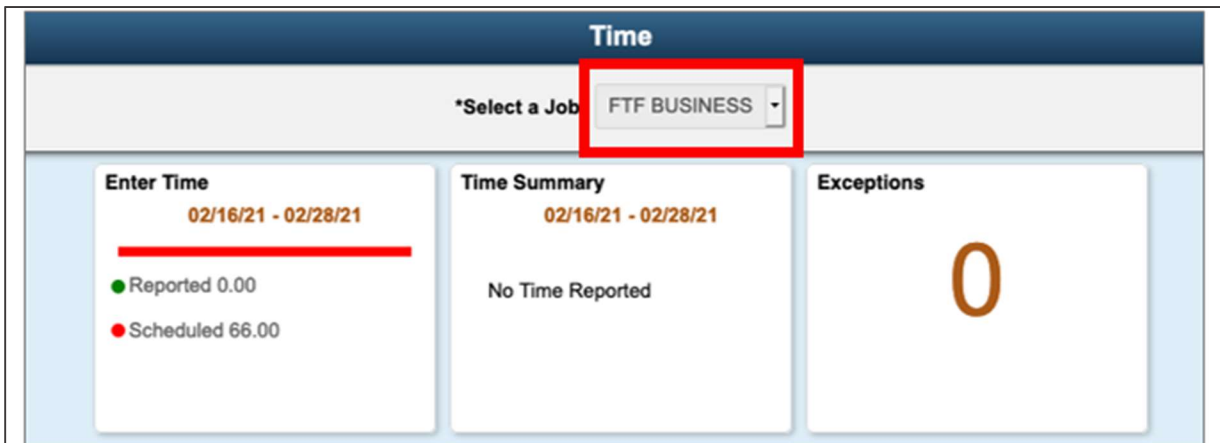 Time
*Select a Job FTF BUSINESS
Enter Time
02/16/21 - 02/28/21
Reported 0.00
Scheduled 66.00
Time Summary
02/16/21 - 02/28/21
No Time Reported
Exceptions
0